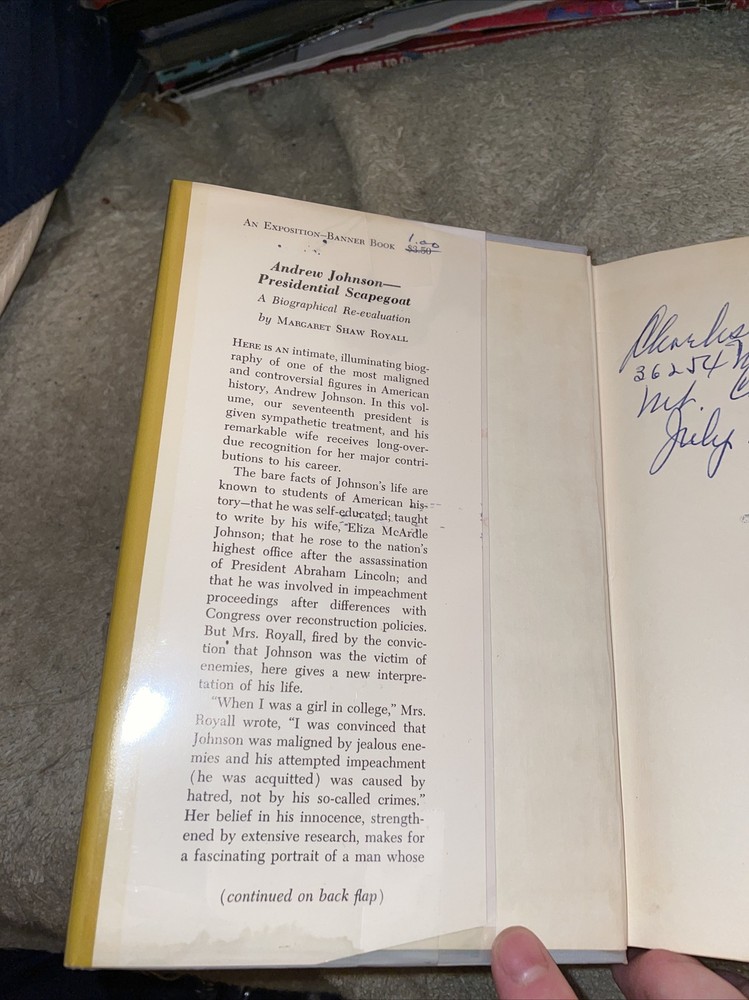 An Exposition–Banner Book
1.00
$3.50
Andrew Johnson—
Presidential Scapegoat
A Biographical Re-evaluation
by Margaret Shaw Royall
Here is an intimate, illuminating biog-
raphy of one of the most maligned
and controversial figures in American
history, Andrew Johnson. In this vol-
ume, our seventeenth president is
given sympathetic treatment, and his
remarkable wife receives long-over-
due recognition for her major contri-
butions to his career.
The bare facts of Johnson's life are
known to students of American his-
tory—that he was self-educated; taught
to write by his wife, Eliza McArdle
Johnson; that he rose to the nation's
highest office after the assassination
of President Abraham Lincoln; and
that he was involved in impeachment
proceedings after differences with
Congress over reconstruction policies.
But Mrs. Royall, fired by the convic-
tion that Johnson was the victim of
enemies, here gives a new interpre-
tation of his life.
"When I was a girl in college," Mrs.
Royall wrote, "I was convinced that
Johnson was maligned by jealous ene-
mies and his attempted impeachment
(he was acquitted) was caused by
hatred, not by his so-called crimes."
Her belief in his innocence, strength-
ened by extensive research, makes for
a fascinating portrait of a man whose
(continued on back flap)
Charles
36254
Mt. C
July